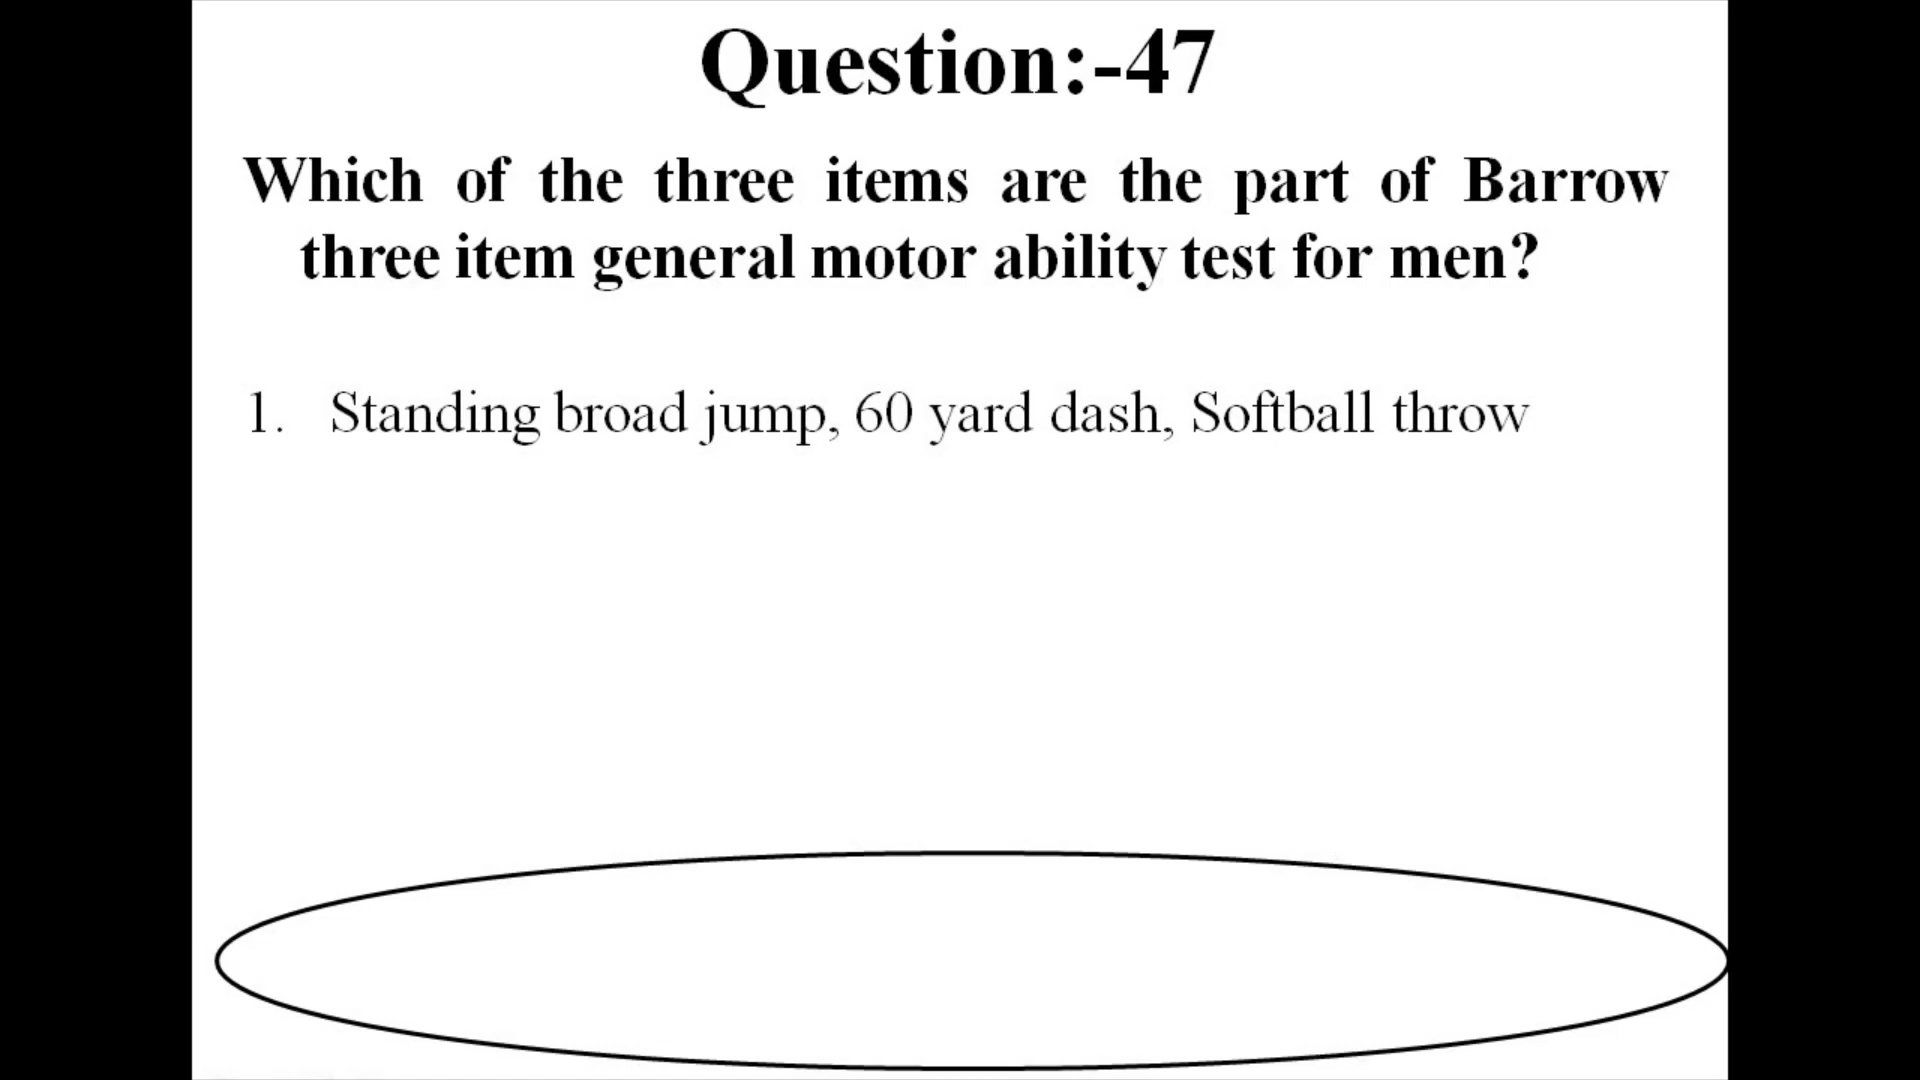 Question:-47
Which of the three items are the part of Barrow
three item general motor ability test for men?
1. Standing broad jump, 60 yard dash, Softball throw